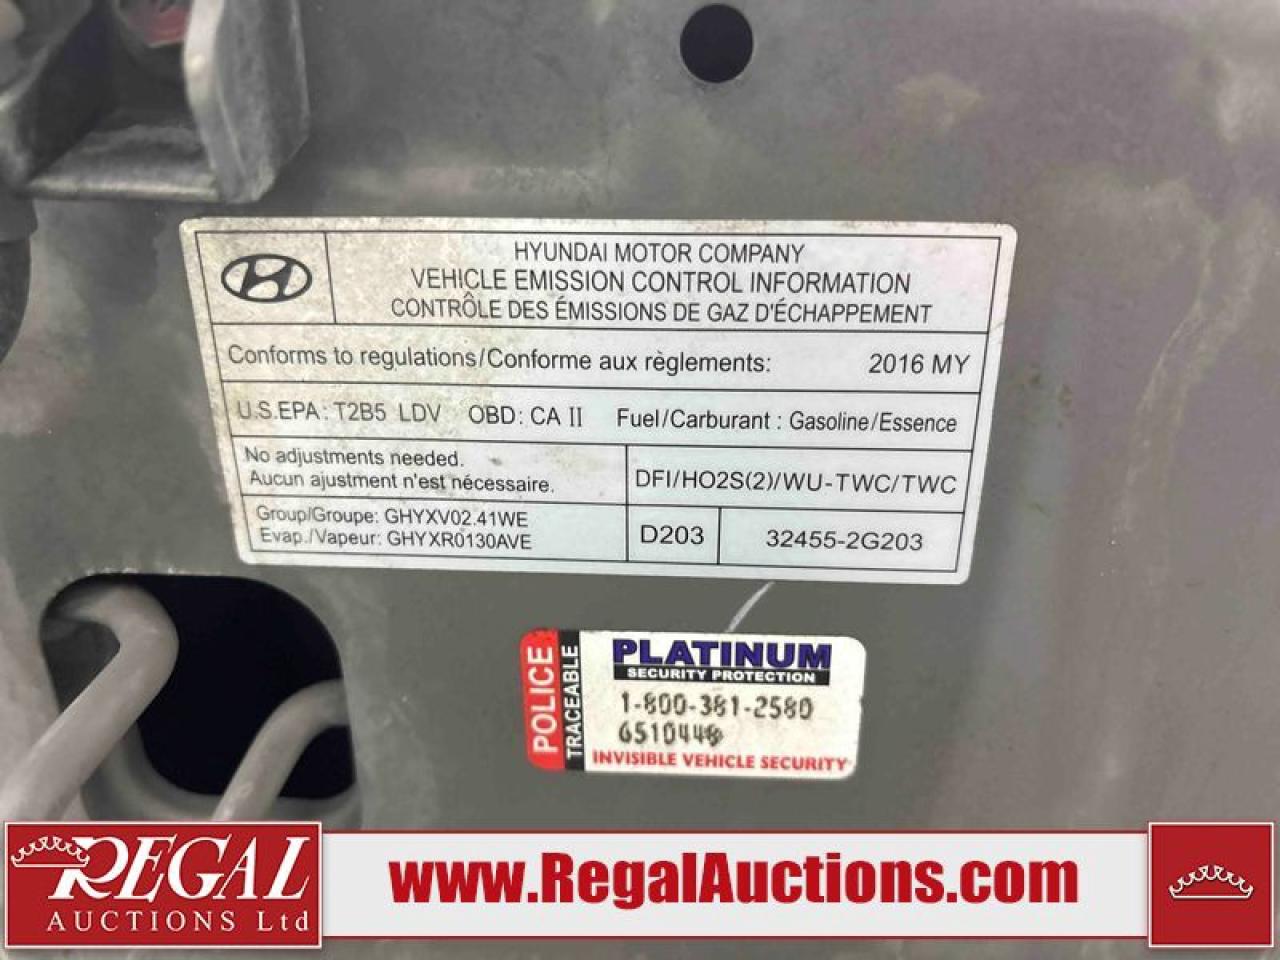 HYUNDAI MOTOR COMPANY
VEHICLE EMISSION CONTROL INFORMATION
CONTRÔLE DES ÉMISSIONS DE GAZ D'ÉCHAPPEMENT
Conforms to regulations/Conforme aux règlements: 2016 MY
U.S.EPA: T2B5 LDV OBD: CA II Fuel/Carburant : Gasoline/Essence
No adjustments needed.
Aucun ajustment n'est nécessaire.
DFI/HO2S(2)/WU-TWC/TWC
Group/Groupe: GHYXV02.41WE
Evap./Vapeur: GHYXR0130AVE
D203
32455-2G203
POLICE
TRACEABLE
PLATINUM
SECURITY PROTECTION
1-800-381-2580
INVISIBLE VEHICLE SECURITY
REGAL
AUCTIONS Ltd
www.RegalAuctions.com